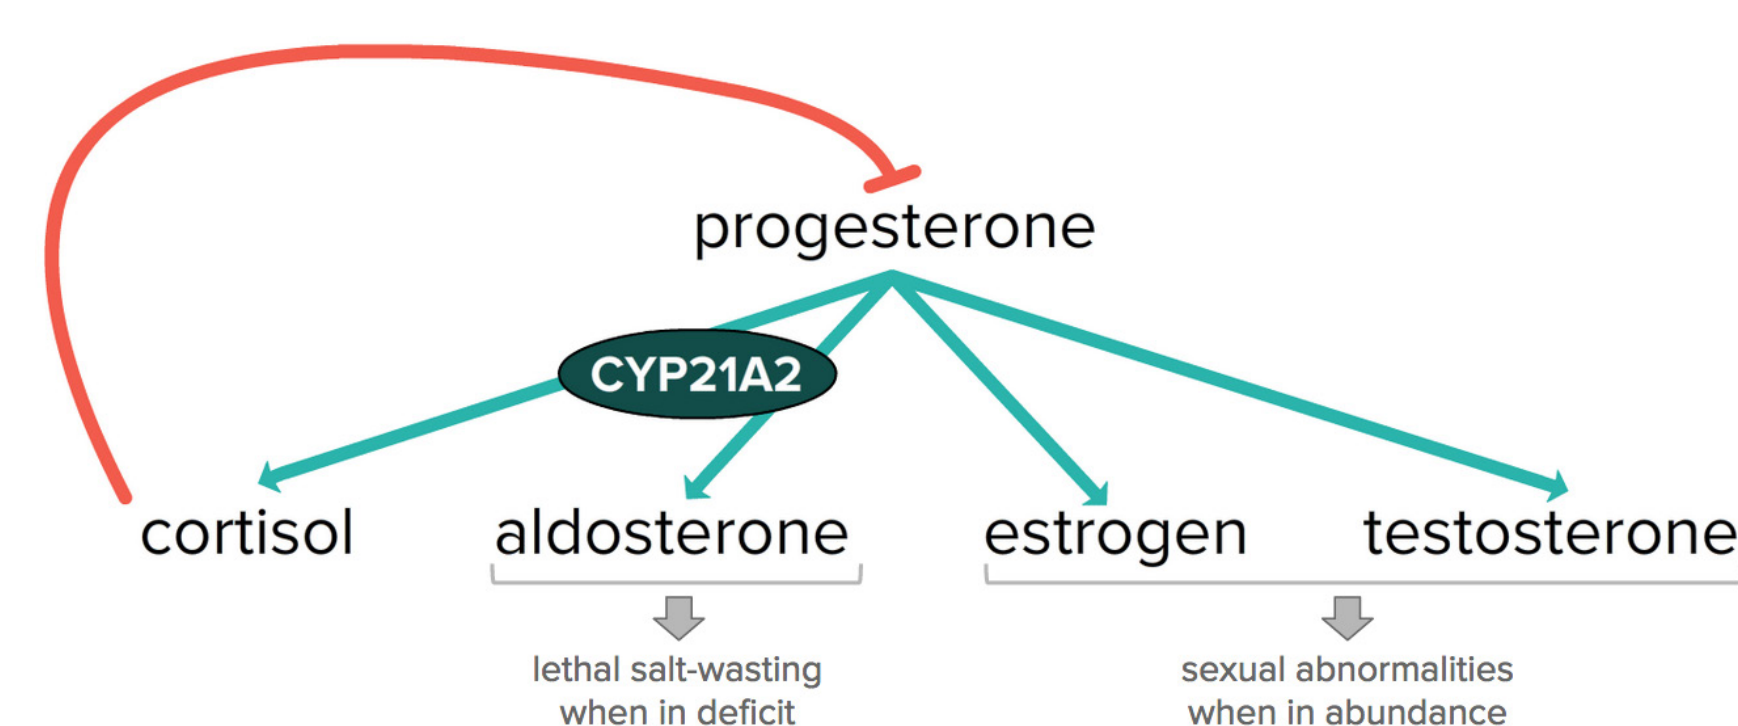 progesterone
CYP21A2
cortisol
aldosterone
estrogen
testosterone
lethal salt-wasting
when in deficit
sexual abnormalities
when in abundance